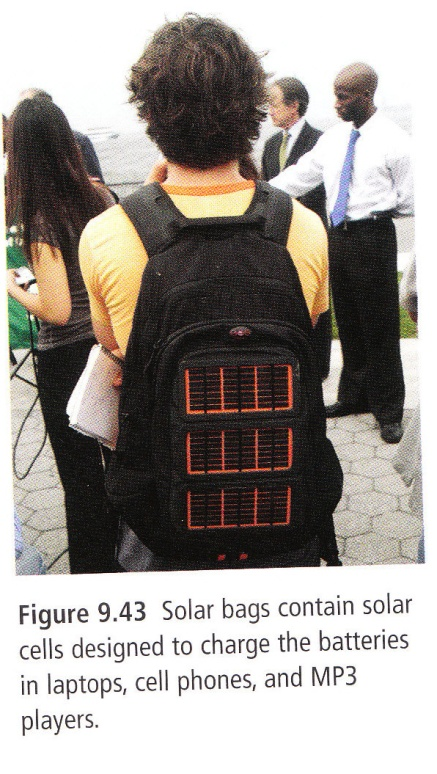 Figure 9.43 Solar bags contain solar
cells designed to charge the batteries
in laptops, cell phones, and MP3
players.